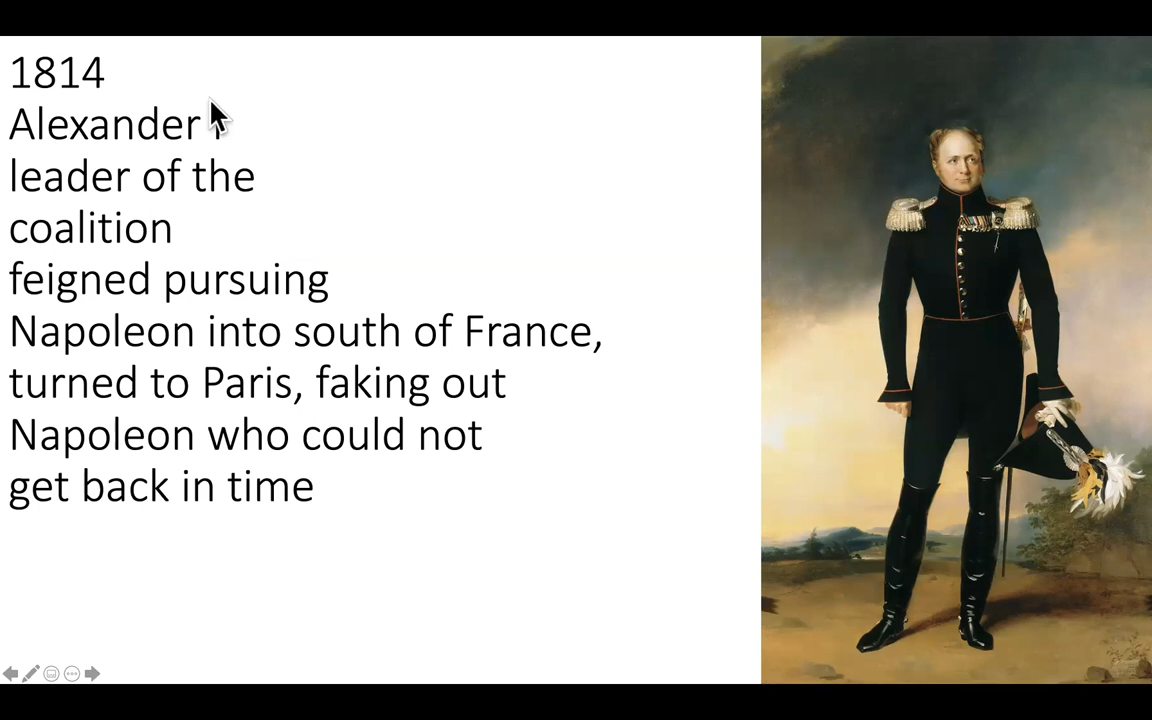 1814
Alexander I
leader of the
coalition
feigned pursuing
Napoleon into south of France,
turned to Paris, faking out
Napoleon who could not
get back in time